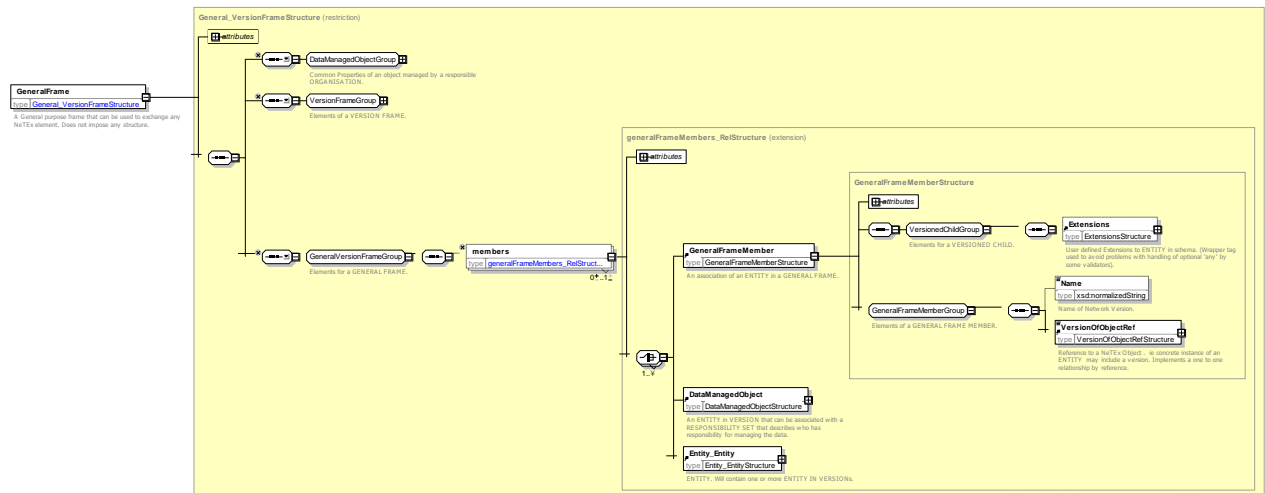 General_VersionFrameStructure (restriction)
attributes
DataManagedObjectGroup
Common Properties of an object managed by a responsible
ORGANISATION.
GeneralFrame
type General_VersionFrameStructure
A General purpose frame that can be used to exchange any
NeTEx element. Does not impose any structure.
VersionFrameGroup
Elements of a VERSION FRAME.
generalFrameMembers_RelStructure (extension)
attributes
GeneralFrameMemberStructure
attributes
VersionedChildGroup
Elements for a VERSIONED CHILD.
Extensions
type ExtensionsStructure
User defined Extensions to ENTITY in schema. (Wrapper tag
used to avoid problems with handling of optional 'any' by
some validators).
GeneralVersionFrameGroup
Elements for a GENERAL FRAME.
members
type generalFrameMembers_RelStruct...
0..1
GeneralFrameMember
type GeneralFrameMemberStructure
An association of an ENTITY in a GENERAL FRAME.
Name
type xsd:normalizedString
Name of Network Version.
GeneralFrameMemberGroup
Elements of a GENERAL FRAME MEMBER.
VersionOfObjectRef
type VersionOfObjectRefStructure
Reference to a NeTEx Object . ie concrete instance of an
ENTITY may include a version. Implements a one to one
relationship by reference.
1..¥
DataManagedObject
type DataManagedObjectStructure
An ENTITY in VERSION that can be associated with a
RESPONSIBILITY SET that describes who has
responsibility for managing the data.
Entity_Entity
type Entity_EntityStructure
ENTITY. Will contain one or more ENTITY IN VERSIONs.